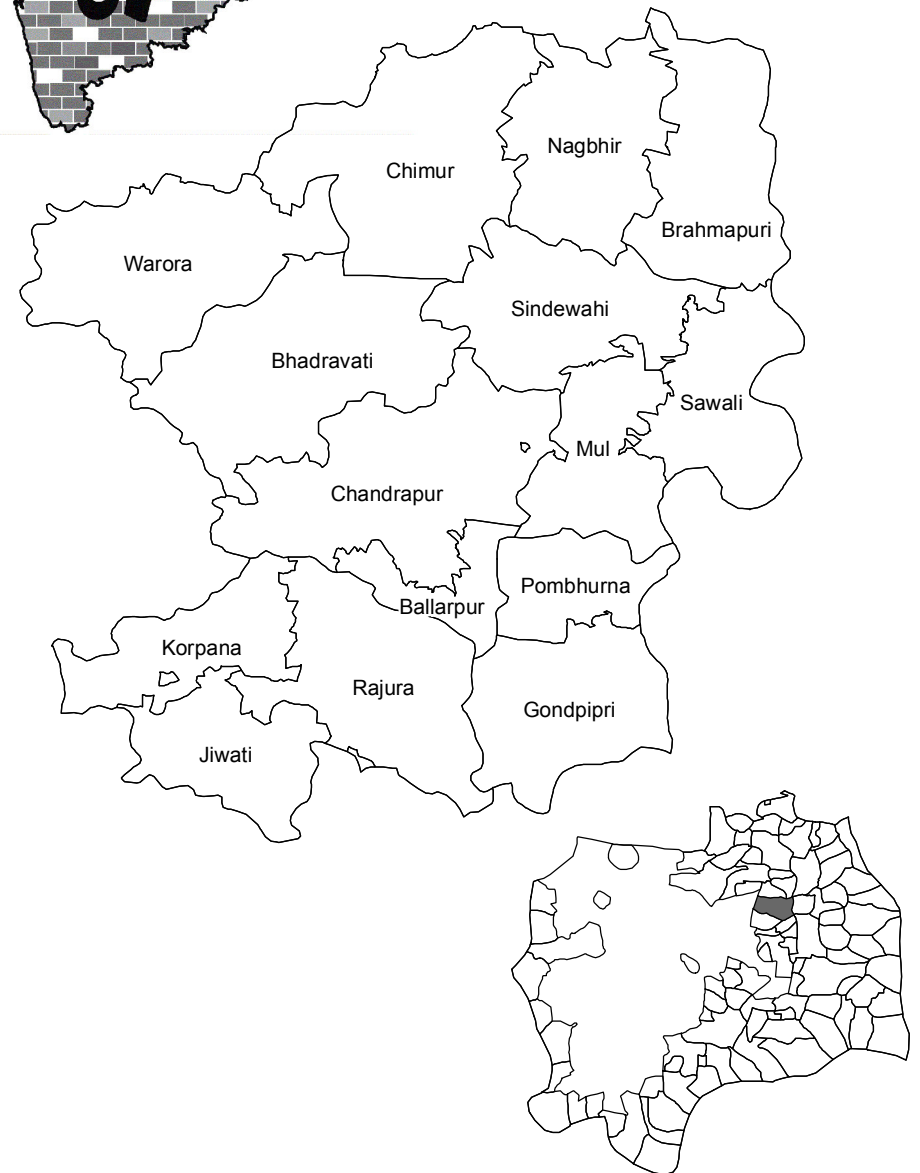 Nagbhir
Chimur
Brahmapuri
Warora
Sindewahi
Bhadravati
Sawali
Mul
Chandrapur
Pombhurna
Ballarpur
Korpana
Rajura
Gondpipri
Jiwati